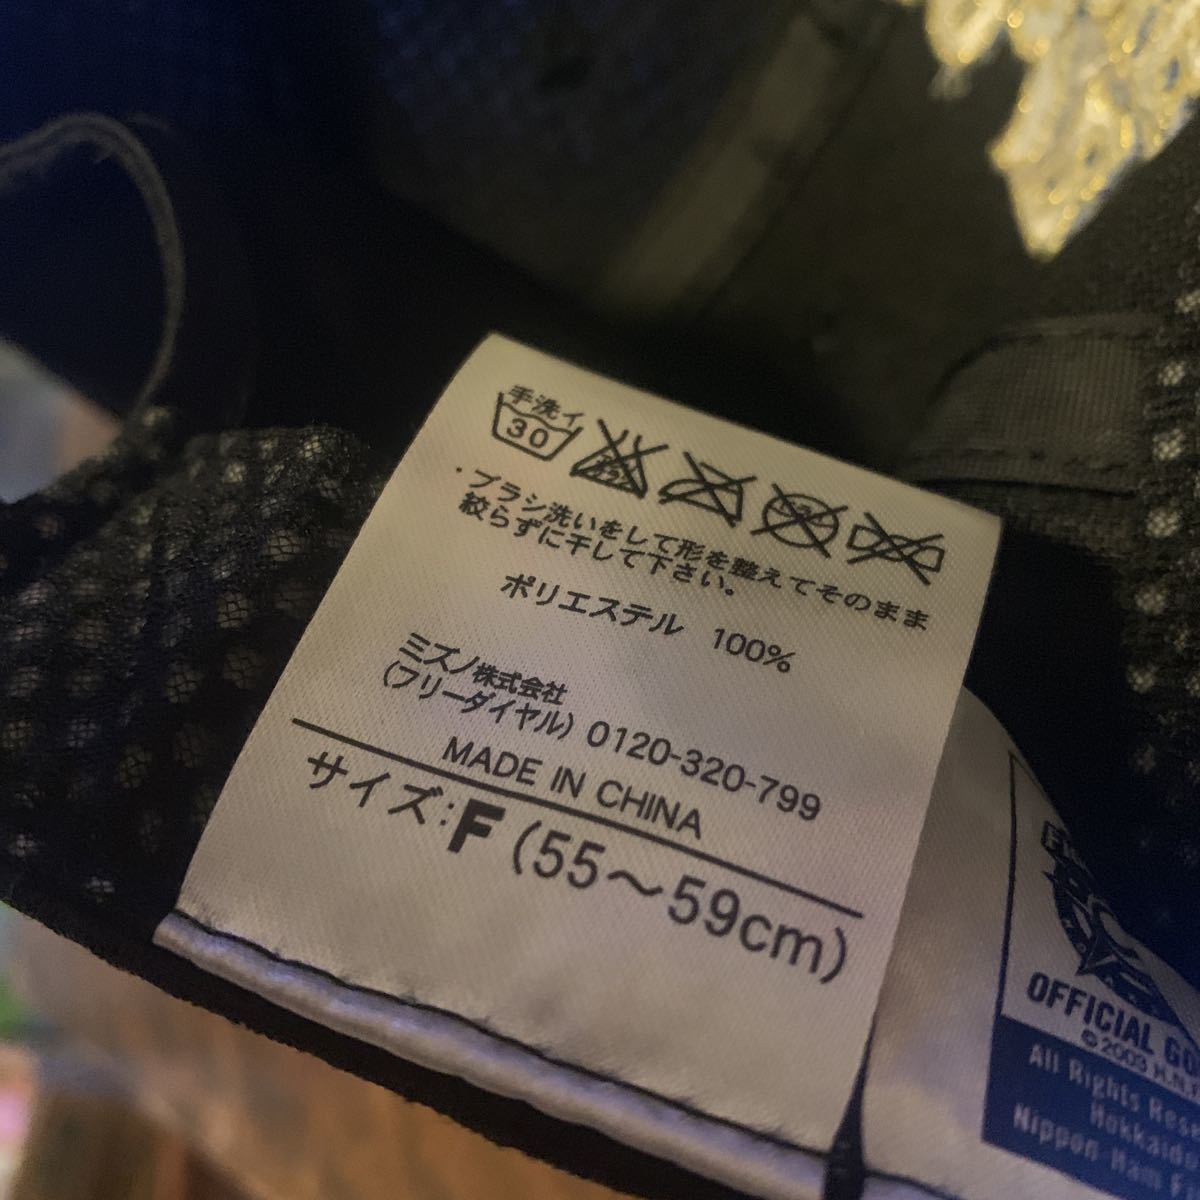 手洗イ
30
・ブラシ洗いをして形を整えてそのまま
絞らずに干して下さい。
ポリエステル 100%
ミズノ株式会社
(フリーダイヤル) 0120-320-799
MADE IN CHINA
サイズ:F (55～59cm)
OFFICIAL
©2003 H.N.
All Rights
Hokkaido
Nippon-Ham